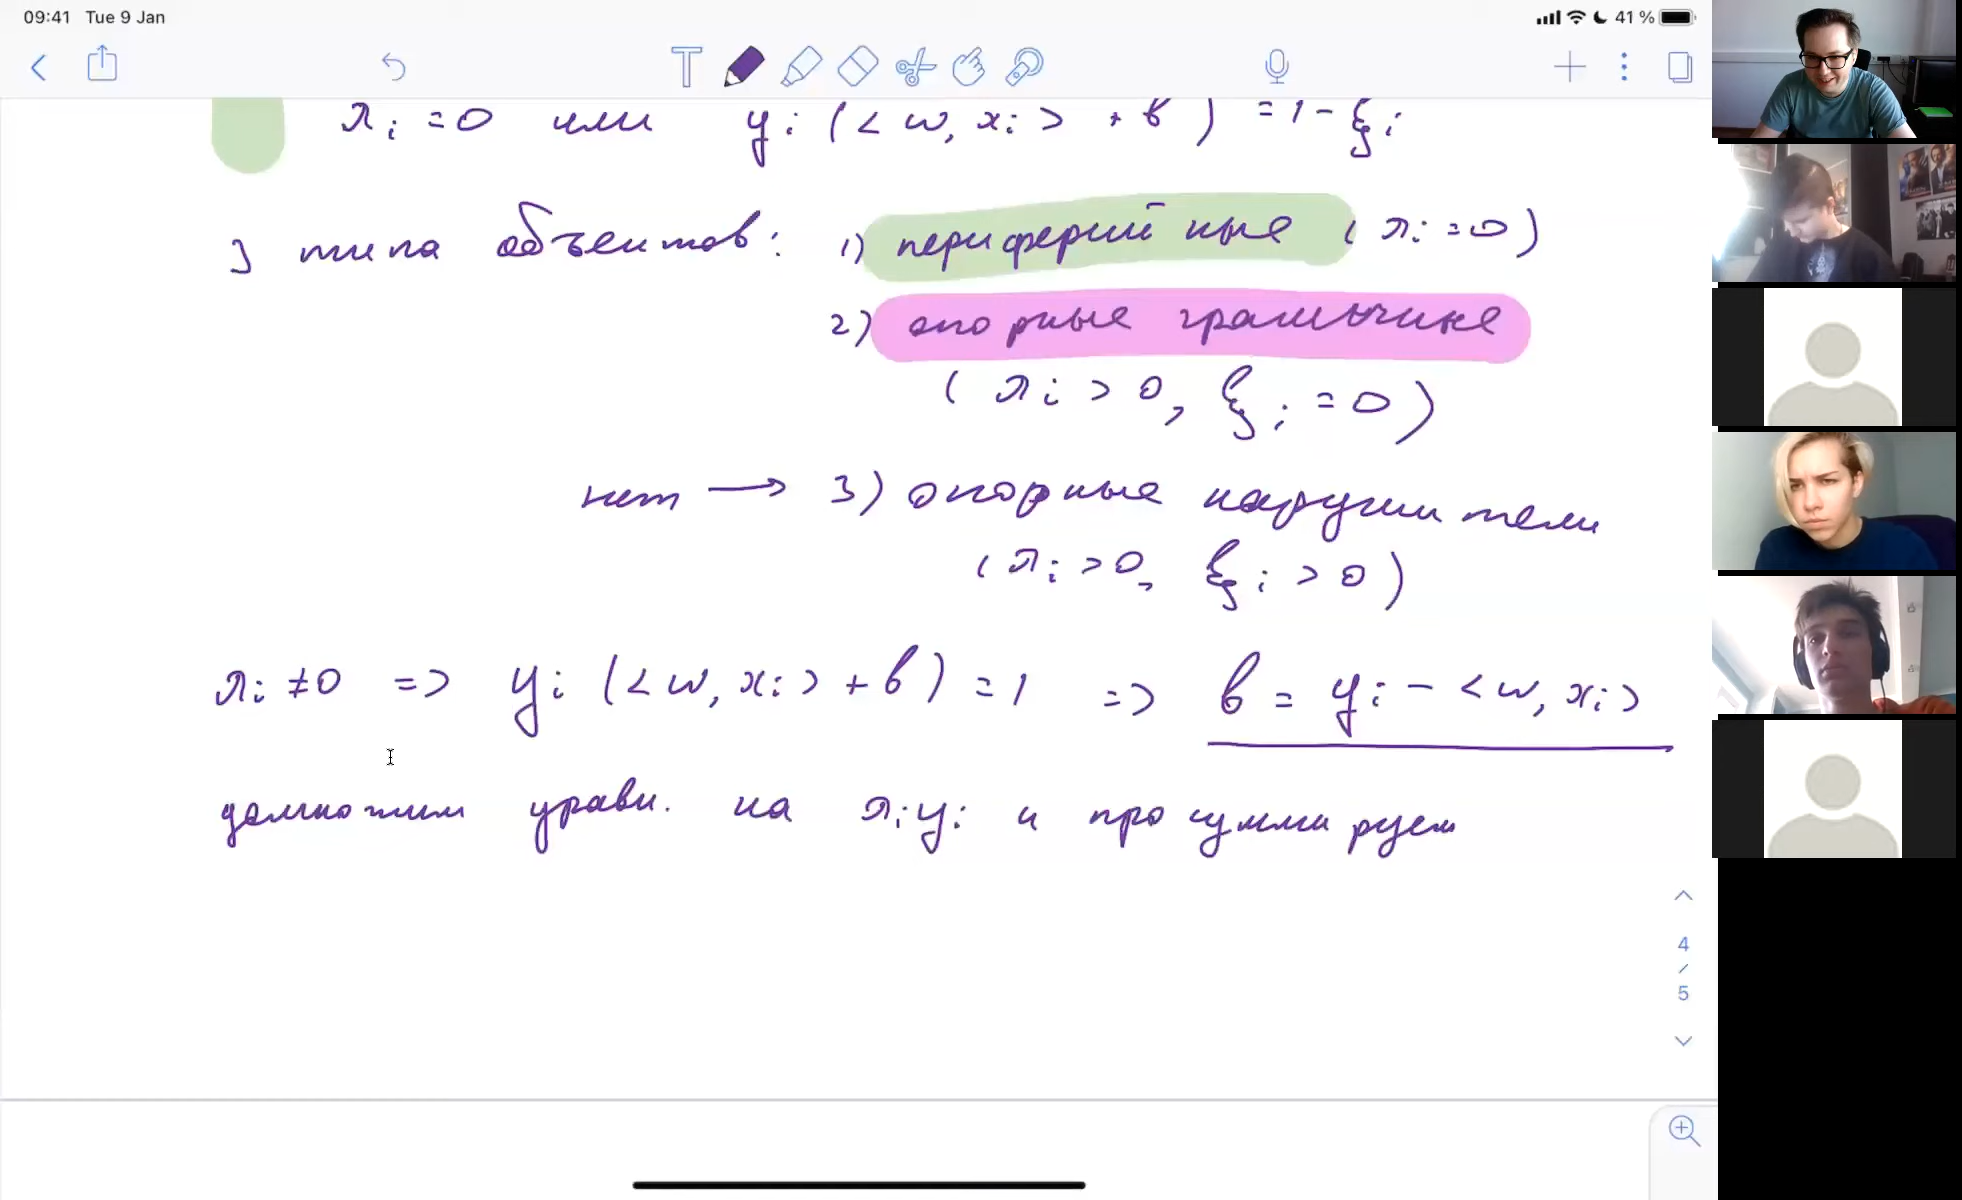 09:41 Tue 9 Jan
41 %
λi = 0 или yi (<w, xi> + b) = 1 - ξi
3 типа объектов: 1) периферийные (λi = 0)
2) опорные граничные
(λi > 0, ξi = 0)
нет → 3) опорные нарушители
(λi > 0, ξi > 0)
λi ≠ 0 => yi (<w, xi> + b) = 1 => b = yi - <w, xi>
домножим уравн. на λi yi и просуммируем
4
/
5